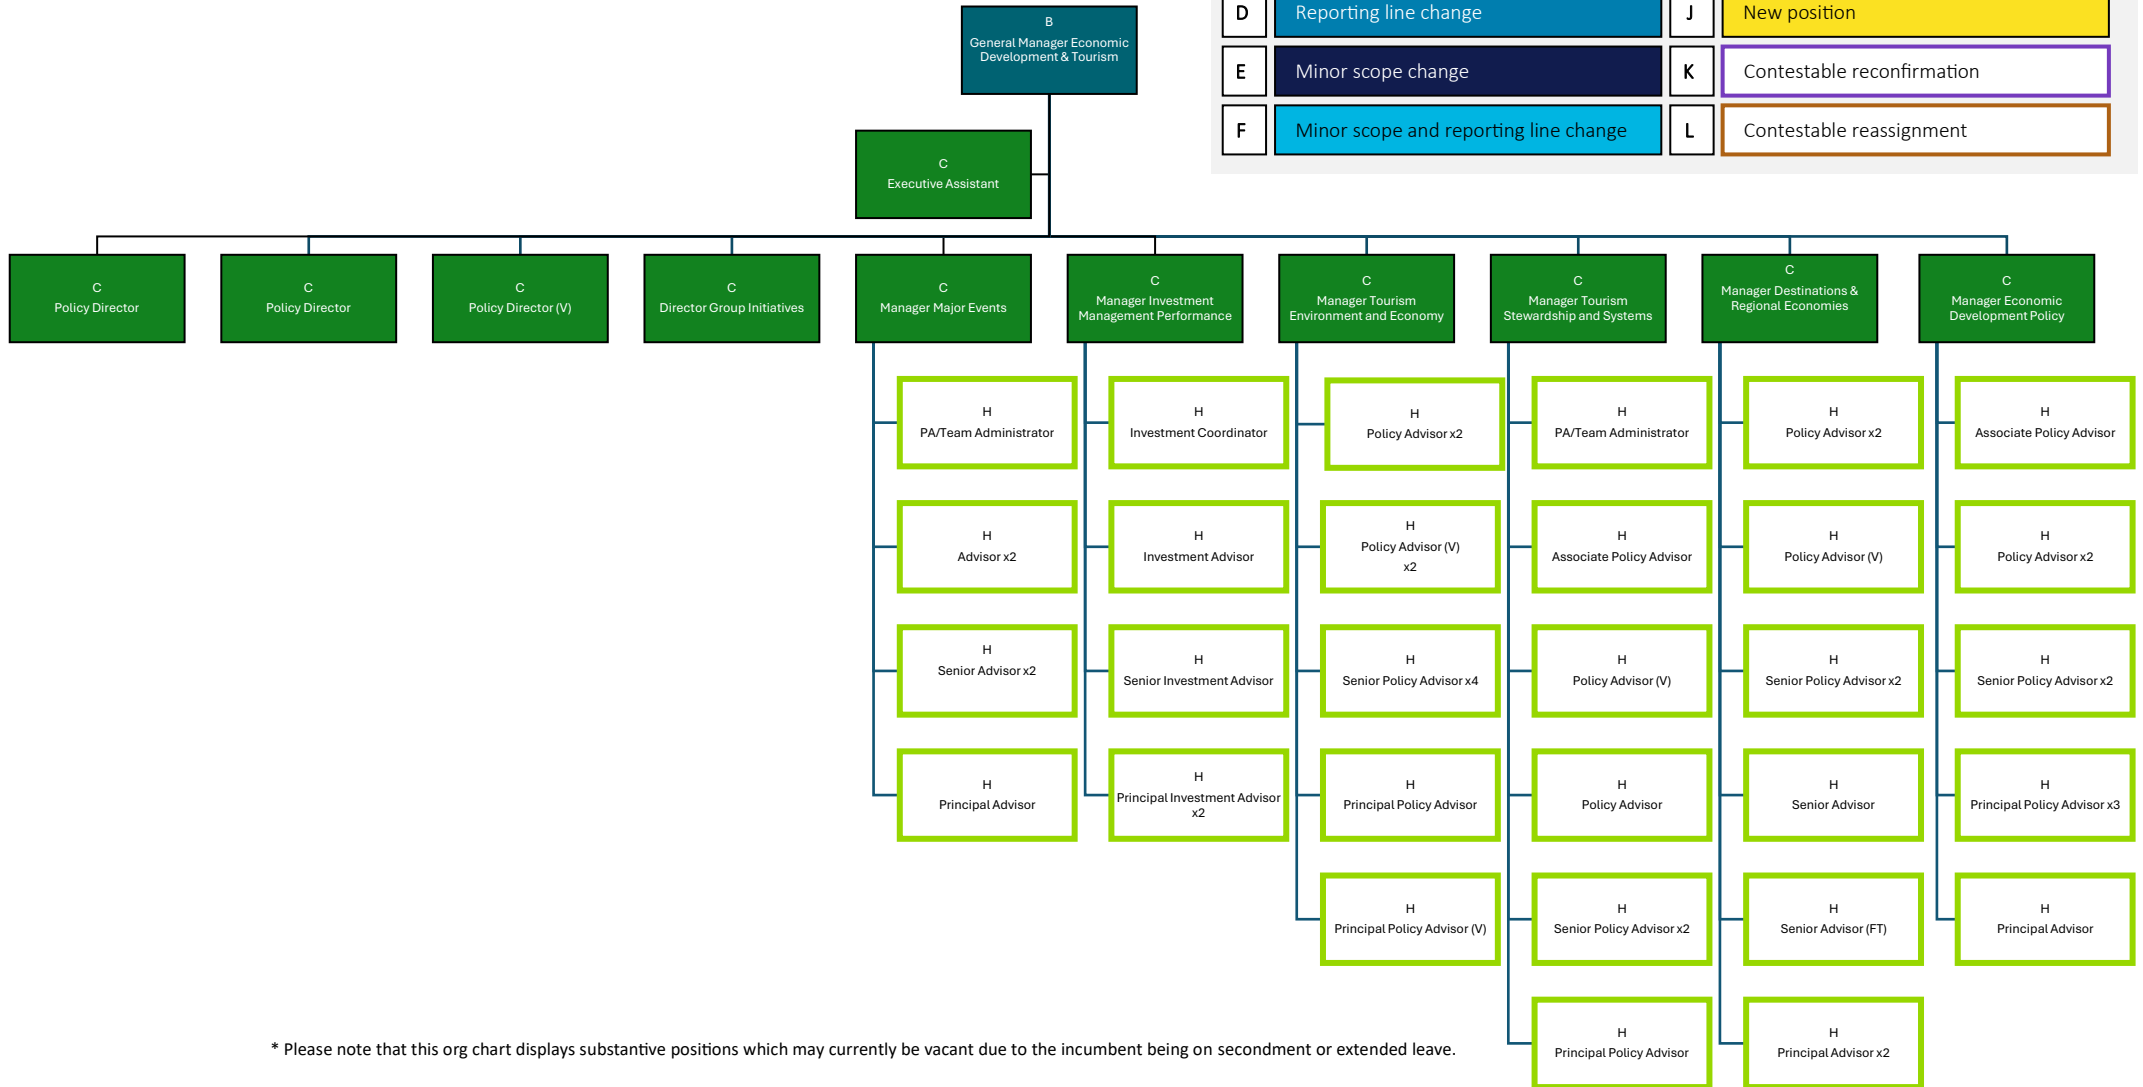 D
Reporting line change
J
New position
E
Minor scope change
K
Contestable reconfirmation
F
Minor scope and reporting line change
L
Contestable reassignment
B
General Manager Economic
Development & Tourism
C
Executive Assistant
C
Policy Director
C
Policy Director
C
Policy Director (V)
C
Director Group Initiatives
C
Manager Major Events
C
Manager Investment
Management Performance
C
Manager Tourism
Environment and Economy
C
Manager Tourism
Stewardship and Systems
C
Manager Destinations &
Regional Economies
C
Manager Economic
Development Policy
H
PA/Team Administrator
H
Advisor x2
H
Senior Advisor x2
H
Principal Advisor
H
Investment Coordinator
H
Investment Advisor
H
Senior Investment Advisor
H
Principal Investment Advisor
x2
H
Policy Advisor x2
H
Policy Advisor (V)
x2
H
Senior Policy Advisor x4
H
Principal Policy Advisor
H
Principal Policy Advisor (V)
H
PA/Team Administrator
H
Associate Policy Advisor
H
Policy Advisor (V)
H
Policy Advisor
H
Senior Policy Advisor x2
H
Principal Policy Advisor
H
Policy Advisor x2
H
Policy Advisor (V)
H
Senior Policy Advisor x2
H
Senior Advisor
H
Senior Advisor (FT)
H
Principal Advisor x2
H
Associate Policy Advisor
H
Policy Advisor x2
H
Senior Policy Advisor x2
H
Principal Policy Advisor x3
H
Principal Advisor
* Please note that this org chart displays substantive positions which may currently be vacant due to the incumbent being on secondment or extended leave.